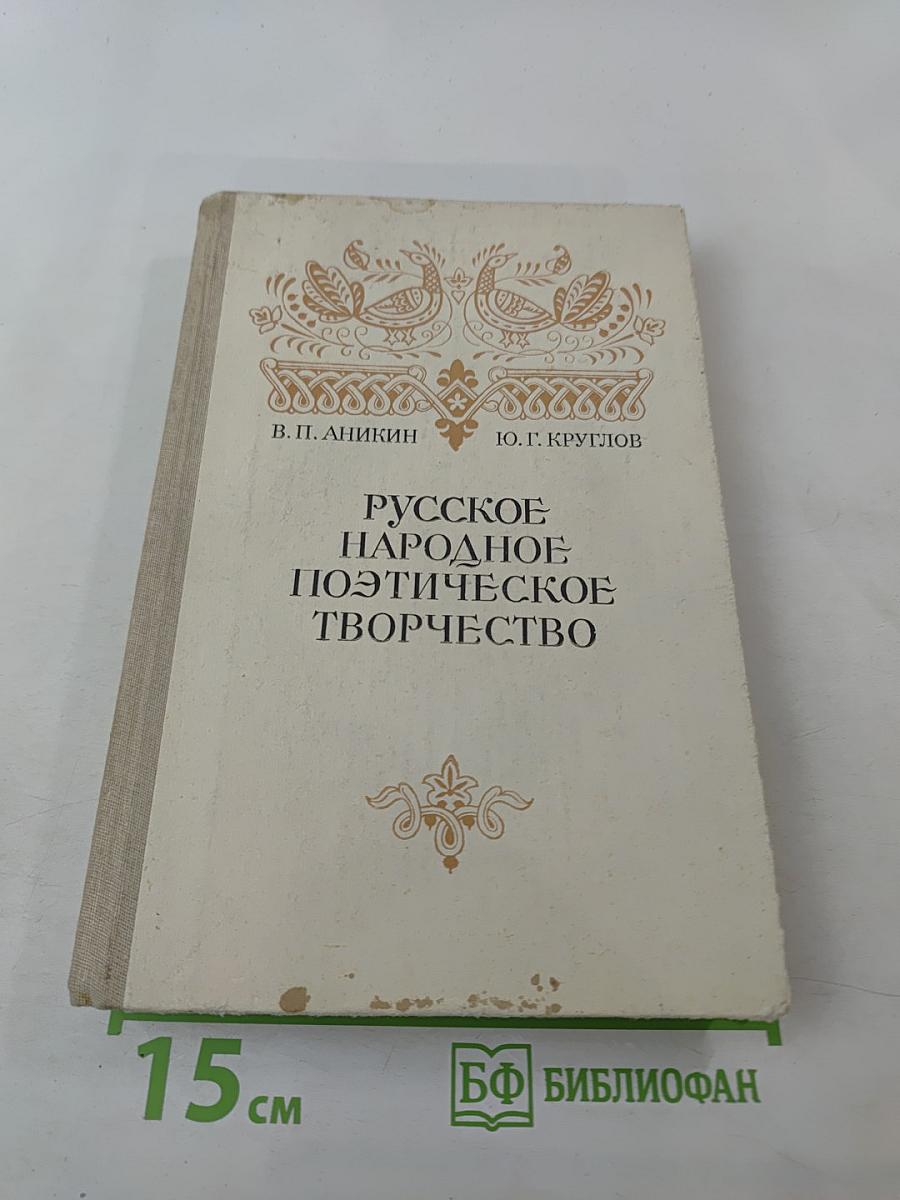 В. П. АНИКИН Ю. Г. КРУГЛОВ
РУССКОЕ
НАРОДНОЕ
ПОЭТИЧЕСКОЕ
ТВОРЧЕСТВО
15 см
БФ БИБЛИОФАН